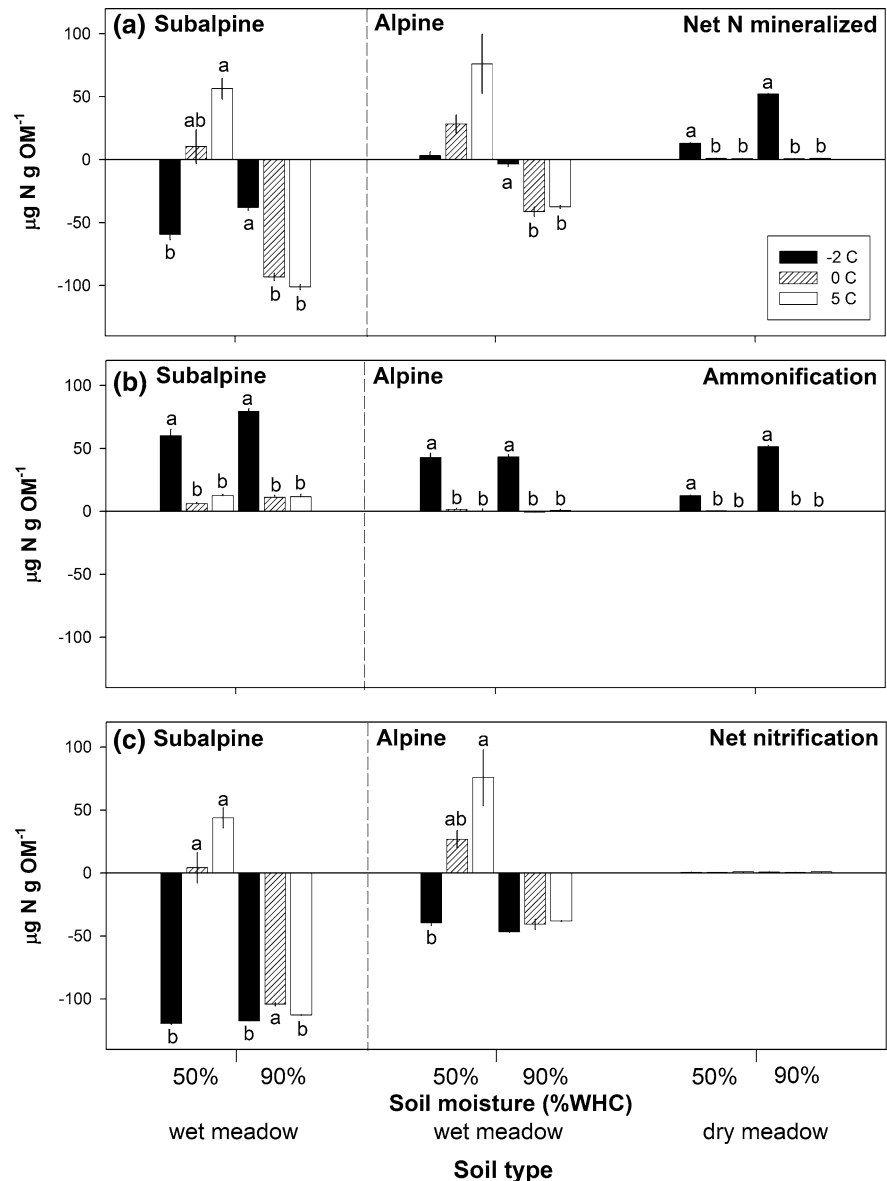 (a) Subalpine Alpine Net N mineralized
100
50
0
-50
-100
µg N g OM⁻¹
b ab a a b b
a b b
a b b a b b
-2 C
0 C
5 C
(b) Subalpine Alpine Ammonification
100
50
0
-50
-100
µg N g OM⁻¹
a b b a b b
a b b a b b
a b b a b b
(c) Subalpine Alpine Net nitrification
100
50
0
-50
-100
µg N g OM⁻¹
b a a b a b
b ab a
50% 90% 50% 90% 50% 90%
Soil moisture (%WHC)
wet meadow wet meadow dry meadow
Soil type